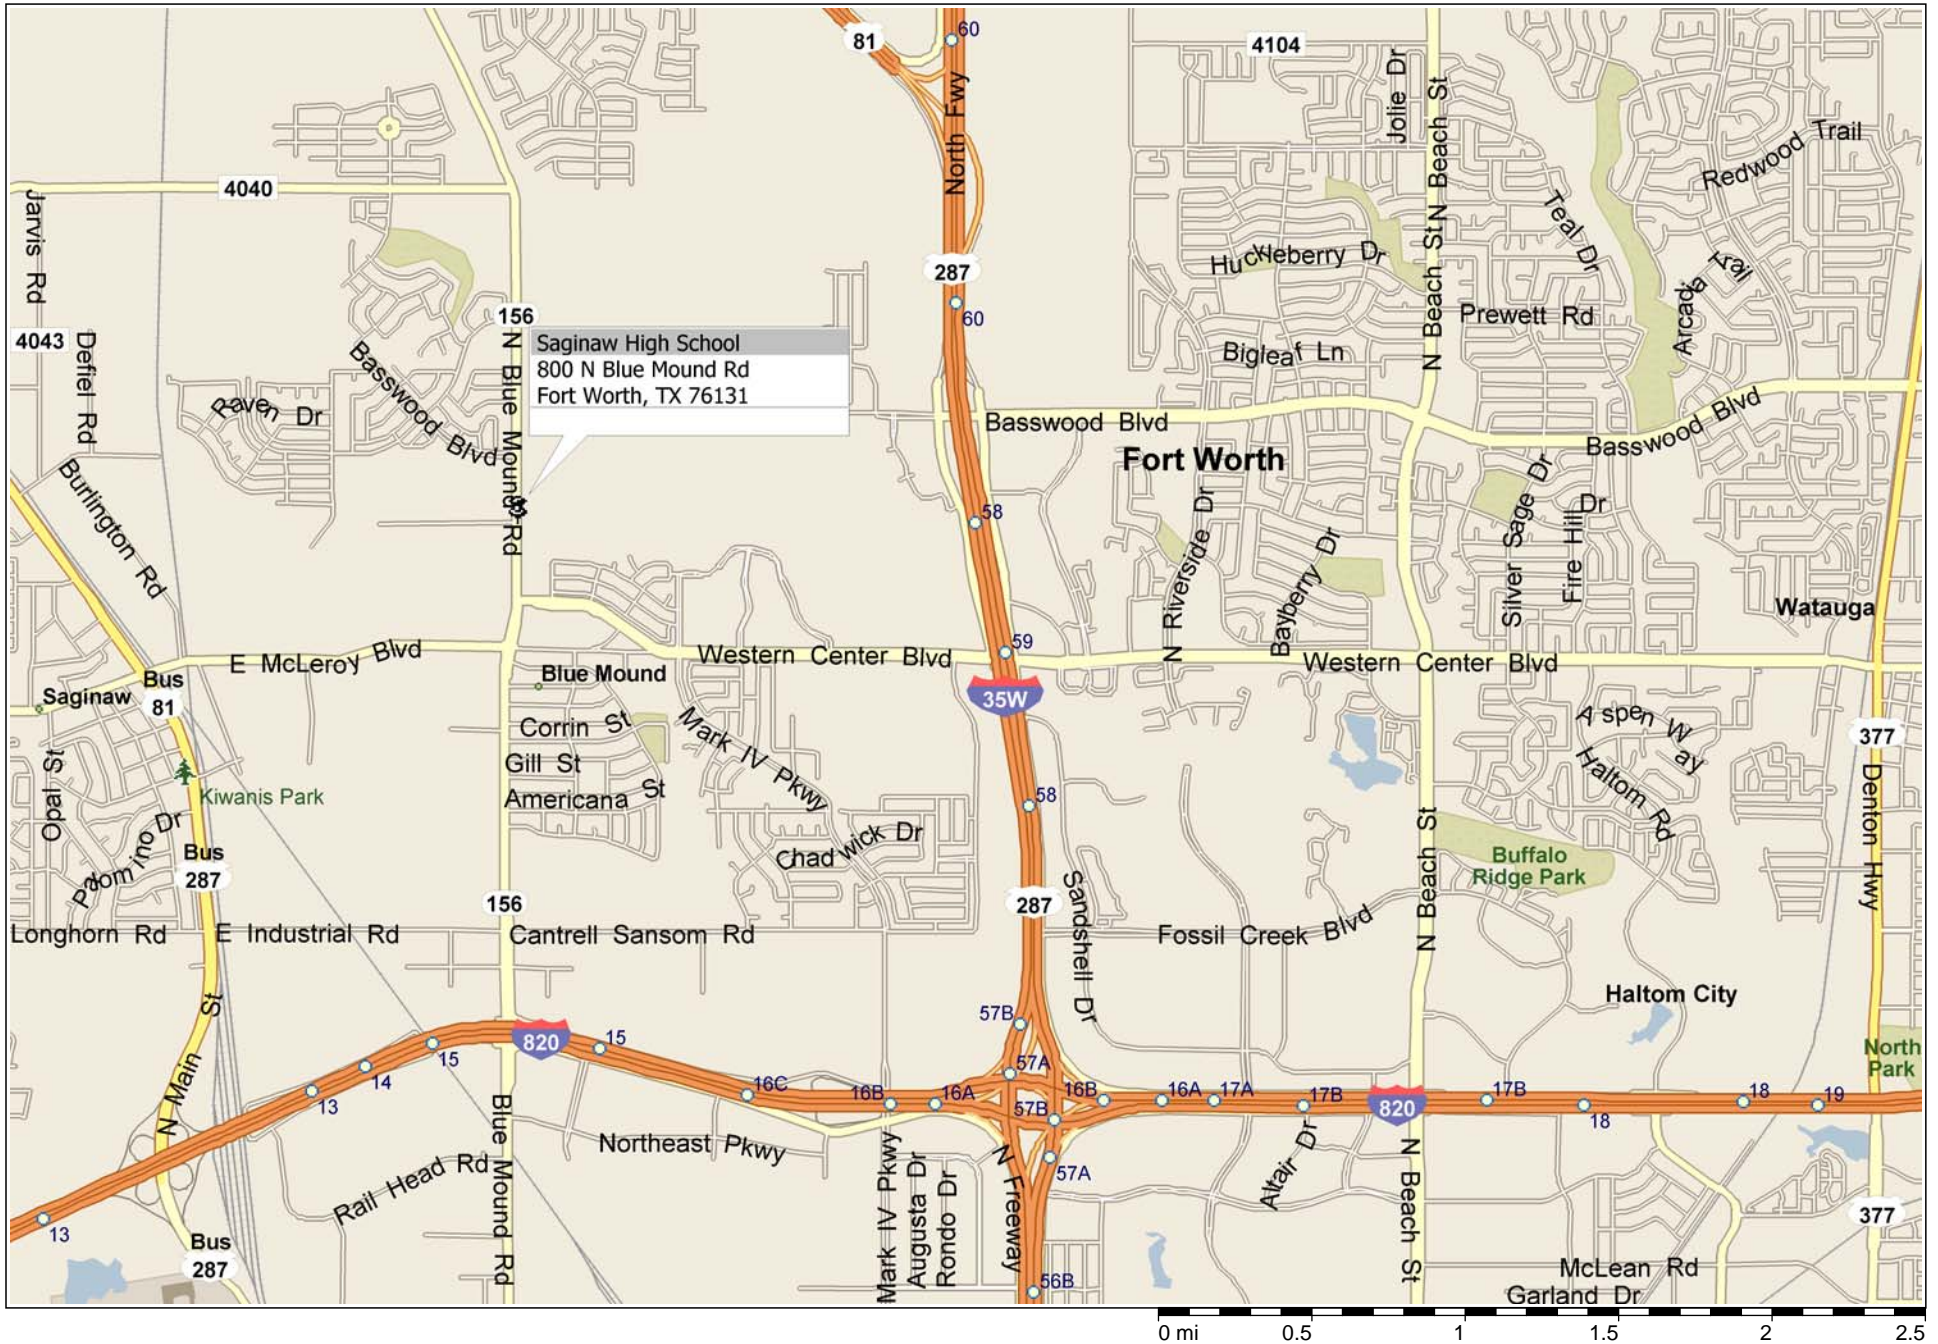 60
81
4104
Jolie Dr
N Beach St
North Fwy
Redwood Trail
4040
Jarvis Rd
N Beach St
Teal Dr
Huckleberry Dr
287
Arcadia Trail
60
156
Prewett Rd
4043
Defiel Rd
N Blue Mound Rd
Saginaw High School
800 N Blue Mound Rd
Fort Worth, TX 76131
Bigleaf Ln
Basswood Blvd
Raven Dr
Basswood Blvd
Basswood Blvd
Fort Worth
Burlington Rd
58
N Riverside Dr
Bayberry Dr
Silver Sage Dr
Fire Hill Dr
Watauga
59
E McLeroy Blvd
Western Center Blvd
Western Center Blvd
Blue Mound
Bus
81
Saginaw
35W
Corrin St
Mark IV Pkwy
Aspen Way
377
Opal St
Gill St
Haltom Rd
Kiwanis Park
Americana St
58
Denton Hwy
Palomino Dr
Chadwick Dr
N Beach St
Buffalo
Ridge Park
Bus
287
156
287
Sandshell Dr
Longhorn Rd
E Industrial Rd
Cantrell Sansom Rd
Fossil Creek Blvd
Haltom City
N Main St
57B
820
15
15
14
13
57A
North
Park
16C
16B
16A
57B
16B
16A
17A
17B
820
17B
18
18
19
Blue Mound Rd
Northeast Pkwy
Rail Head Rd
Mark IV Pkwy
Augusta Dr
Rondo Dr
N Freeway
57A
Altair Dr
N Beach St
377
13
Bus
287
56B
McLean Rd
Garland Dr
0 mi 0.5 1 1.5 2 2.5